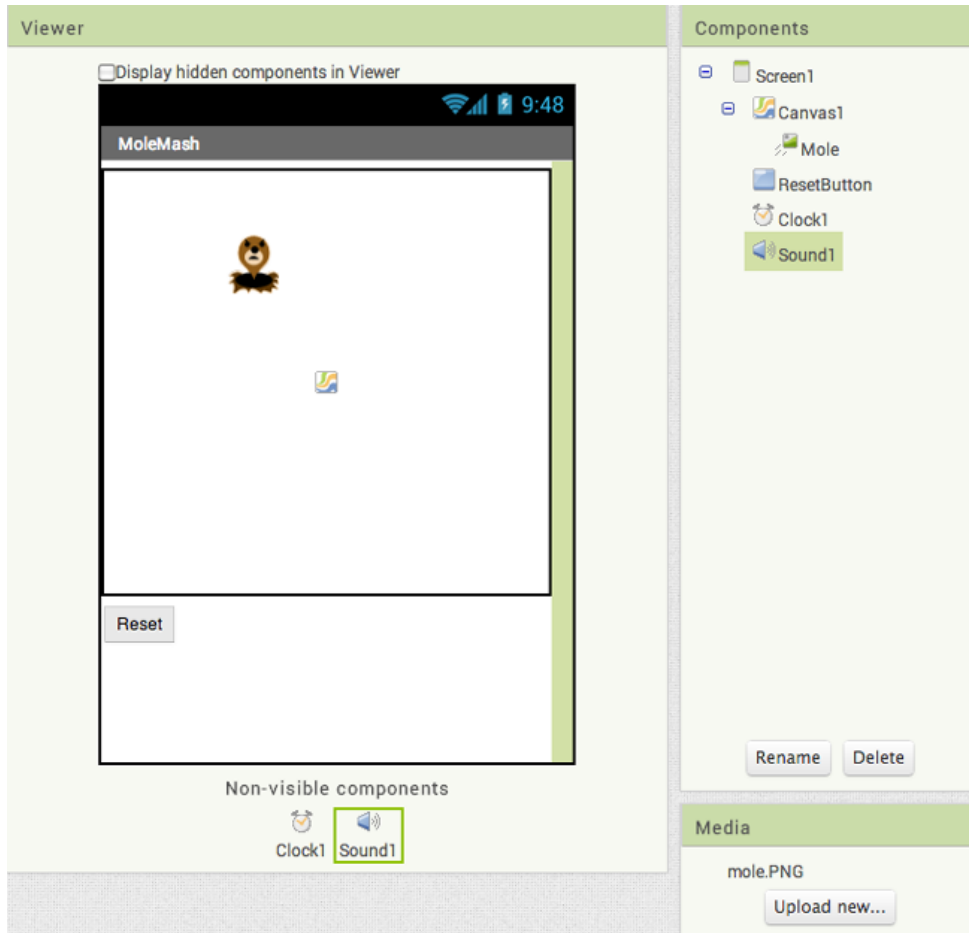 Viewer
Display hidden components in Viewer
9:48
MoleMash
Reset
Non-visible components
Clock1
Sound1
Components
Screen1
Canvas1
Mole
ResetButton
Clock1
Sound1
Rename
Delete
Media
mole.PNG
Upload new...